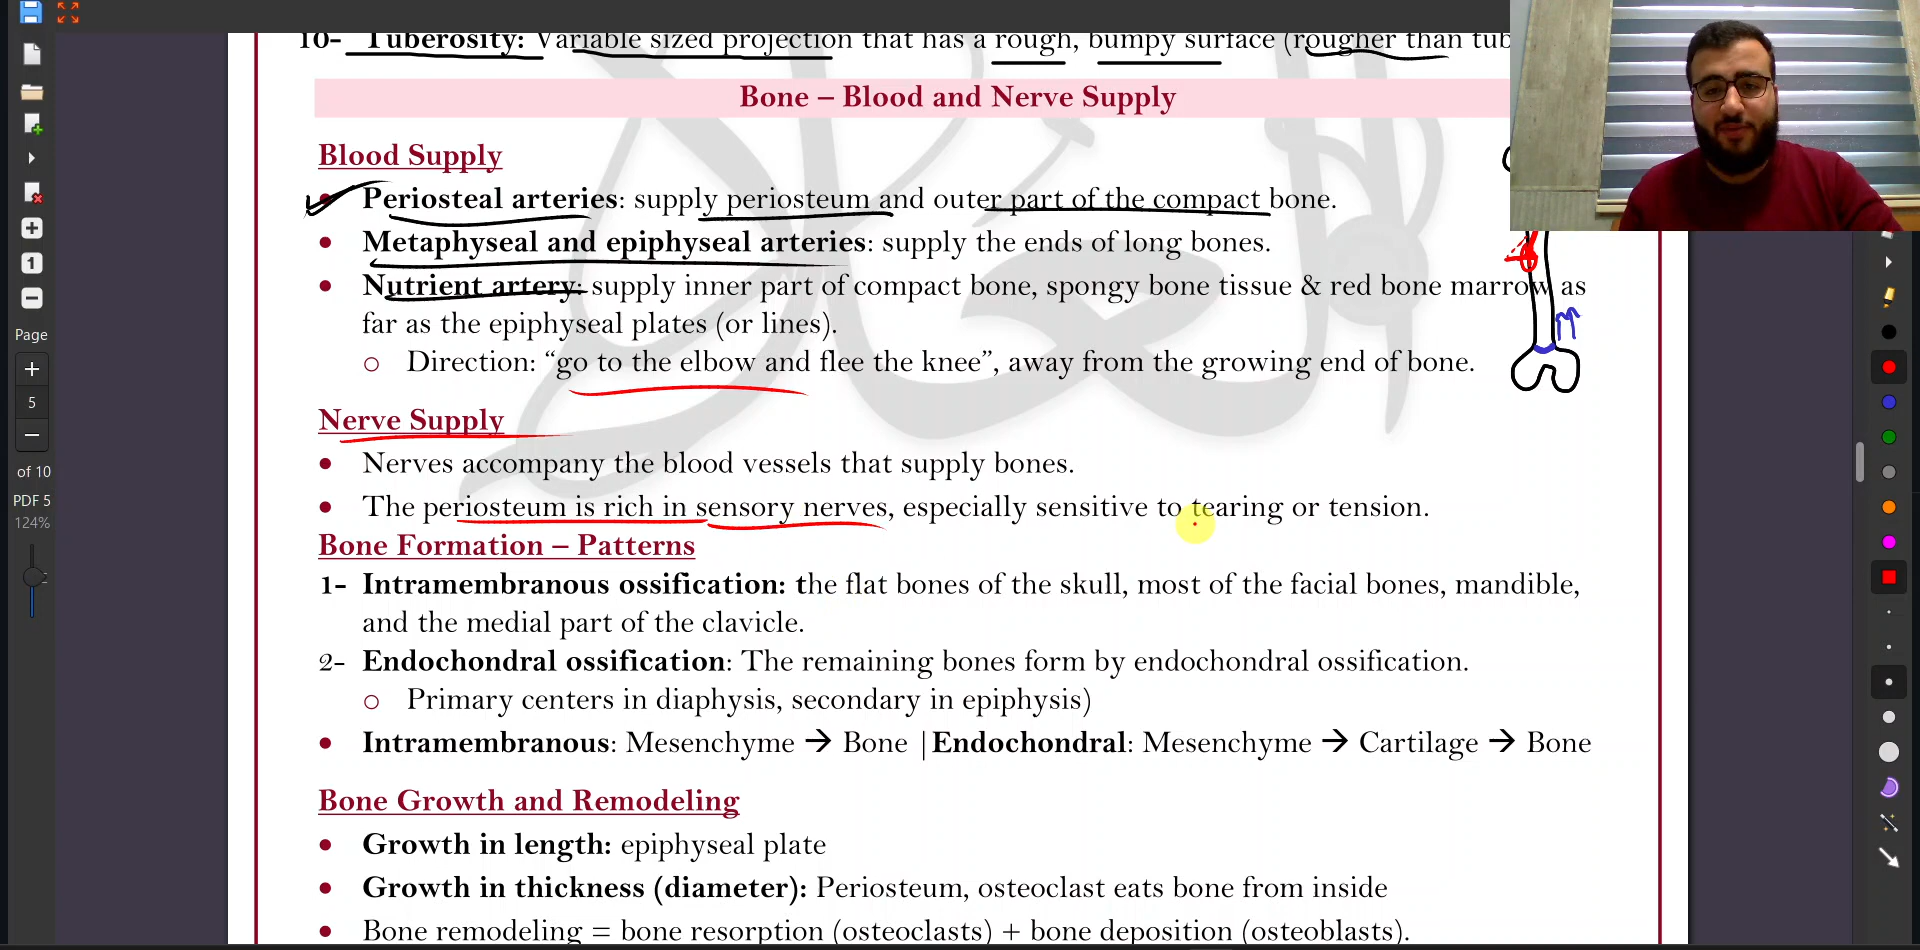 10- Tuberosity: Variable sized projection that has a rough, bumpy surface (rougher than tub
Bone – Blood and Nerve Supply
Blood Supply
• Periosteal arteries: supply periosteum and outer part of the compact bone.
• Metaphyseal and epiphyseal arteries: supply the ends of long bones.
• Nutrient artery: supply inner part of compact bone, spongy bone tissue & red bone marrow as
far as the epiphyseal plates (or lines).
o Direction: “go to the elbow and flee the knee”, away from the growing end of bone.
Nerve Supply
• Nerves accompany the blood vessels that supply bones.
• The periosteum is rich in sensory nerves, especially sensitive to tearing or tension.
Bone Formation – Patterns
1- Intramembranous ossification: the flat bones of the skull, most of the facial bones, mandible,
and the medial part of the clavicle.
2- Endochondral ossification: The remaining bones form by endochondral ossification.
o Primary centers in diaphysis, secondary in epiphysis)
• Intramembranous: Mesenchyme → Bone | Endochondral: Mesenchyme → Cartilage → Bone
Bone Growth and Remodeling
• Growth in length: epiphyseal plate
• Growth in thickness (diameter): Periosteum, osteoclast eats bone from inside
• Bone remodeling = bone resorption (osteoclasts) + bone deposition (osteoblasts).
1
Page
5
of 10
PDF 5
124%
M